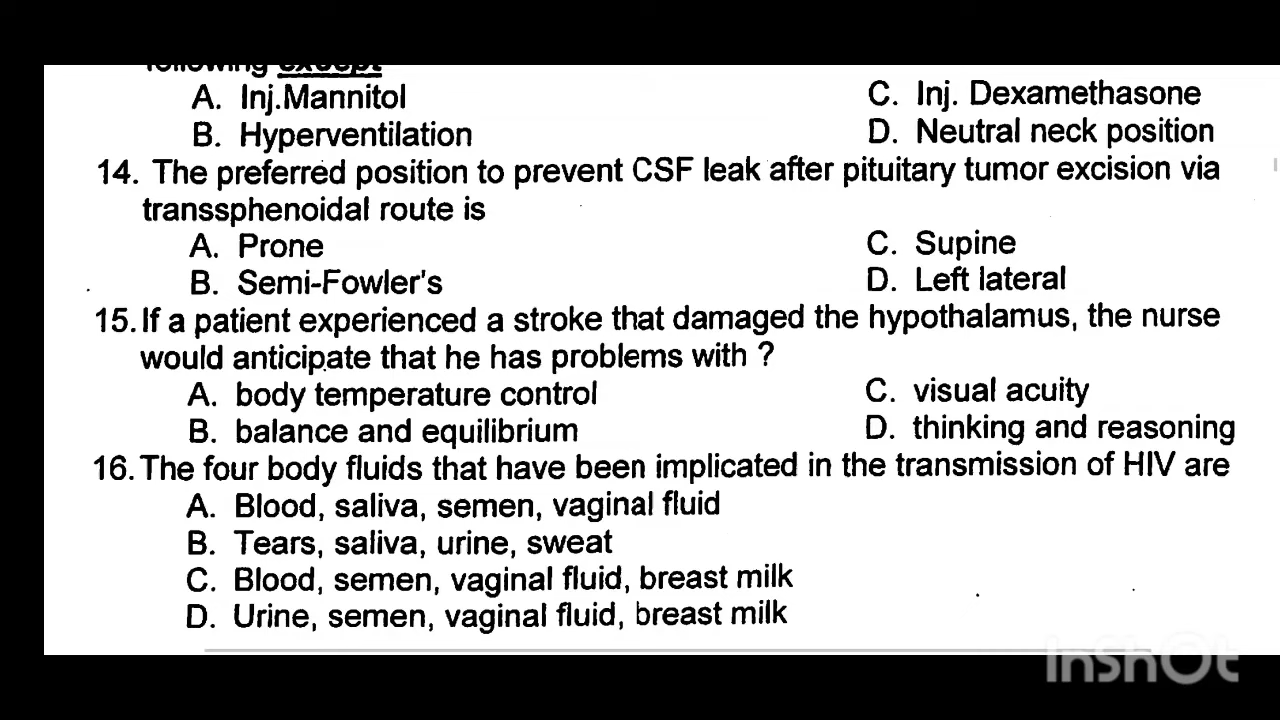 following except
A. Inj.Mannitol C. Inj. Dexamethasone
B. Hyperventilation D. Neutral neck position
14. The preferred position to prevent CSF leak after pituitary tumor excision via
transsphenoidal route is
A. Prone C. Supine
B. Semi-Fowler's D. Left lateral
15. If a patient experienced a stroke that damaged the hypothalamus, the nurse
would anticipate that he has problems with ?
A. body temperature control C. visual acuity
B. balance and equilibrium D. thinking and reasoning
16. The four body fluids that have been implicated in the transmission of HIV are
A. Blood, saliva, semen, vaginal fluid
B. Tears, saliva, urine, sweat
C. Blood, semen, vaginal fluid, breast milk
D. Urine, semen, vaginal fluid, breast milk
InShOt